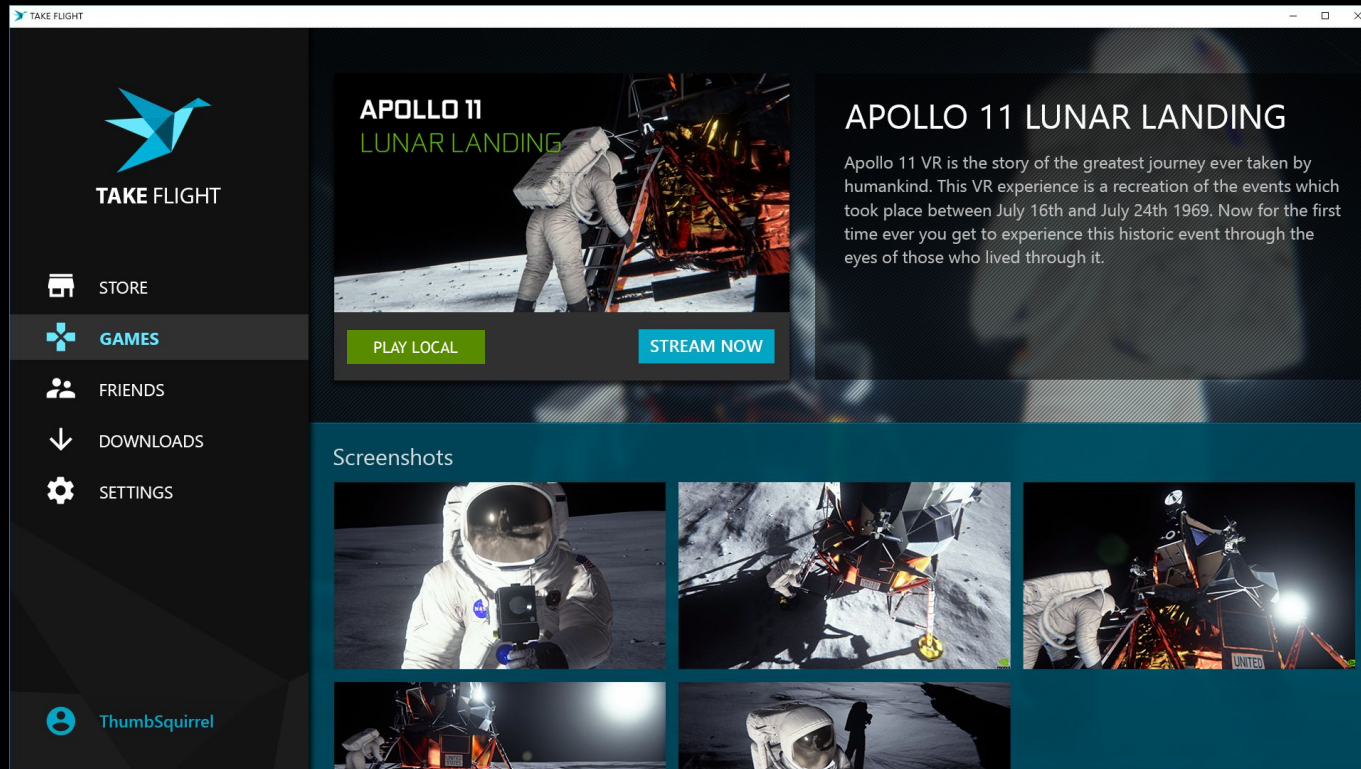 TAKE FLIGHT
TAKE FLIGHT
STORE
GAMES
FRIENDS
DOWNLOADS
SETTINGS
ThumbSquirrel
APOLLO 11
LUNAR LANDING
PLAY LOCAL
STREAM NOW
APOLLO 11 LUNAR LANDING
Apollo 11 VR is the story of the greatest journey ever taken by
humankind. This VR experience is a recreation of the events which
took place between July 16th and July 24th 1969. Now for the first
time ever you get to experience this historic event through the
eyes of those who lived through it.
Screenshots
UNITED